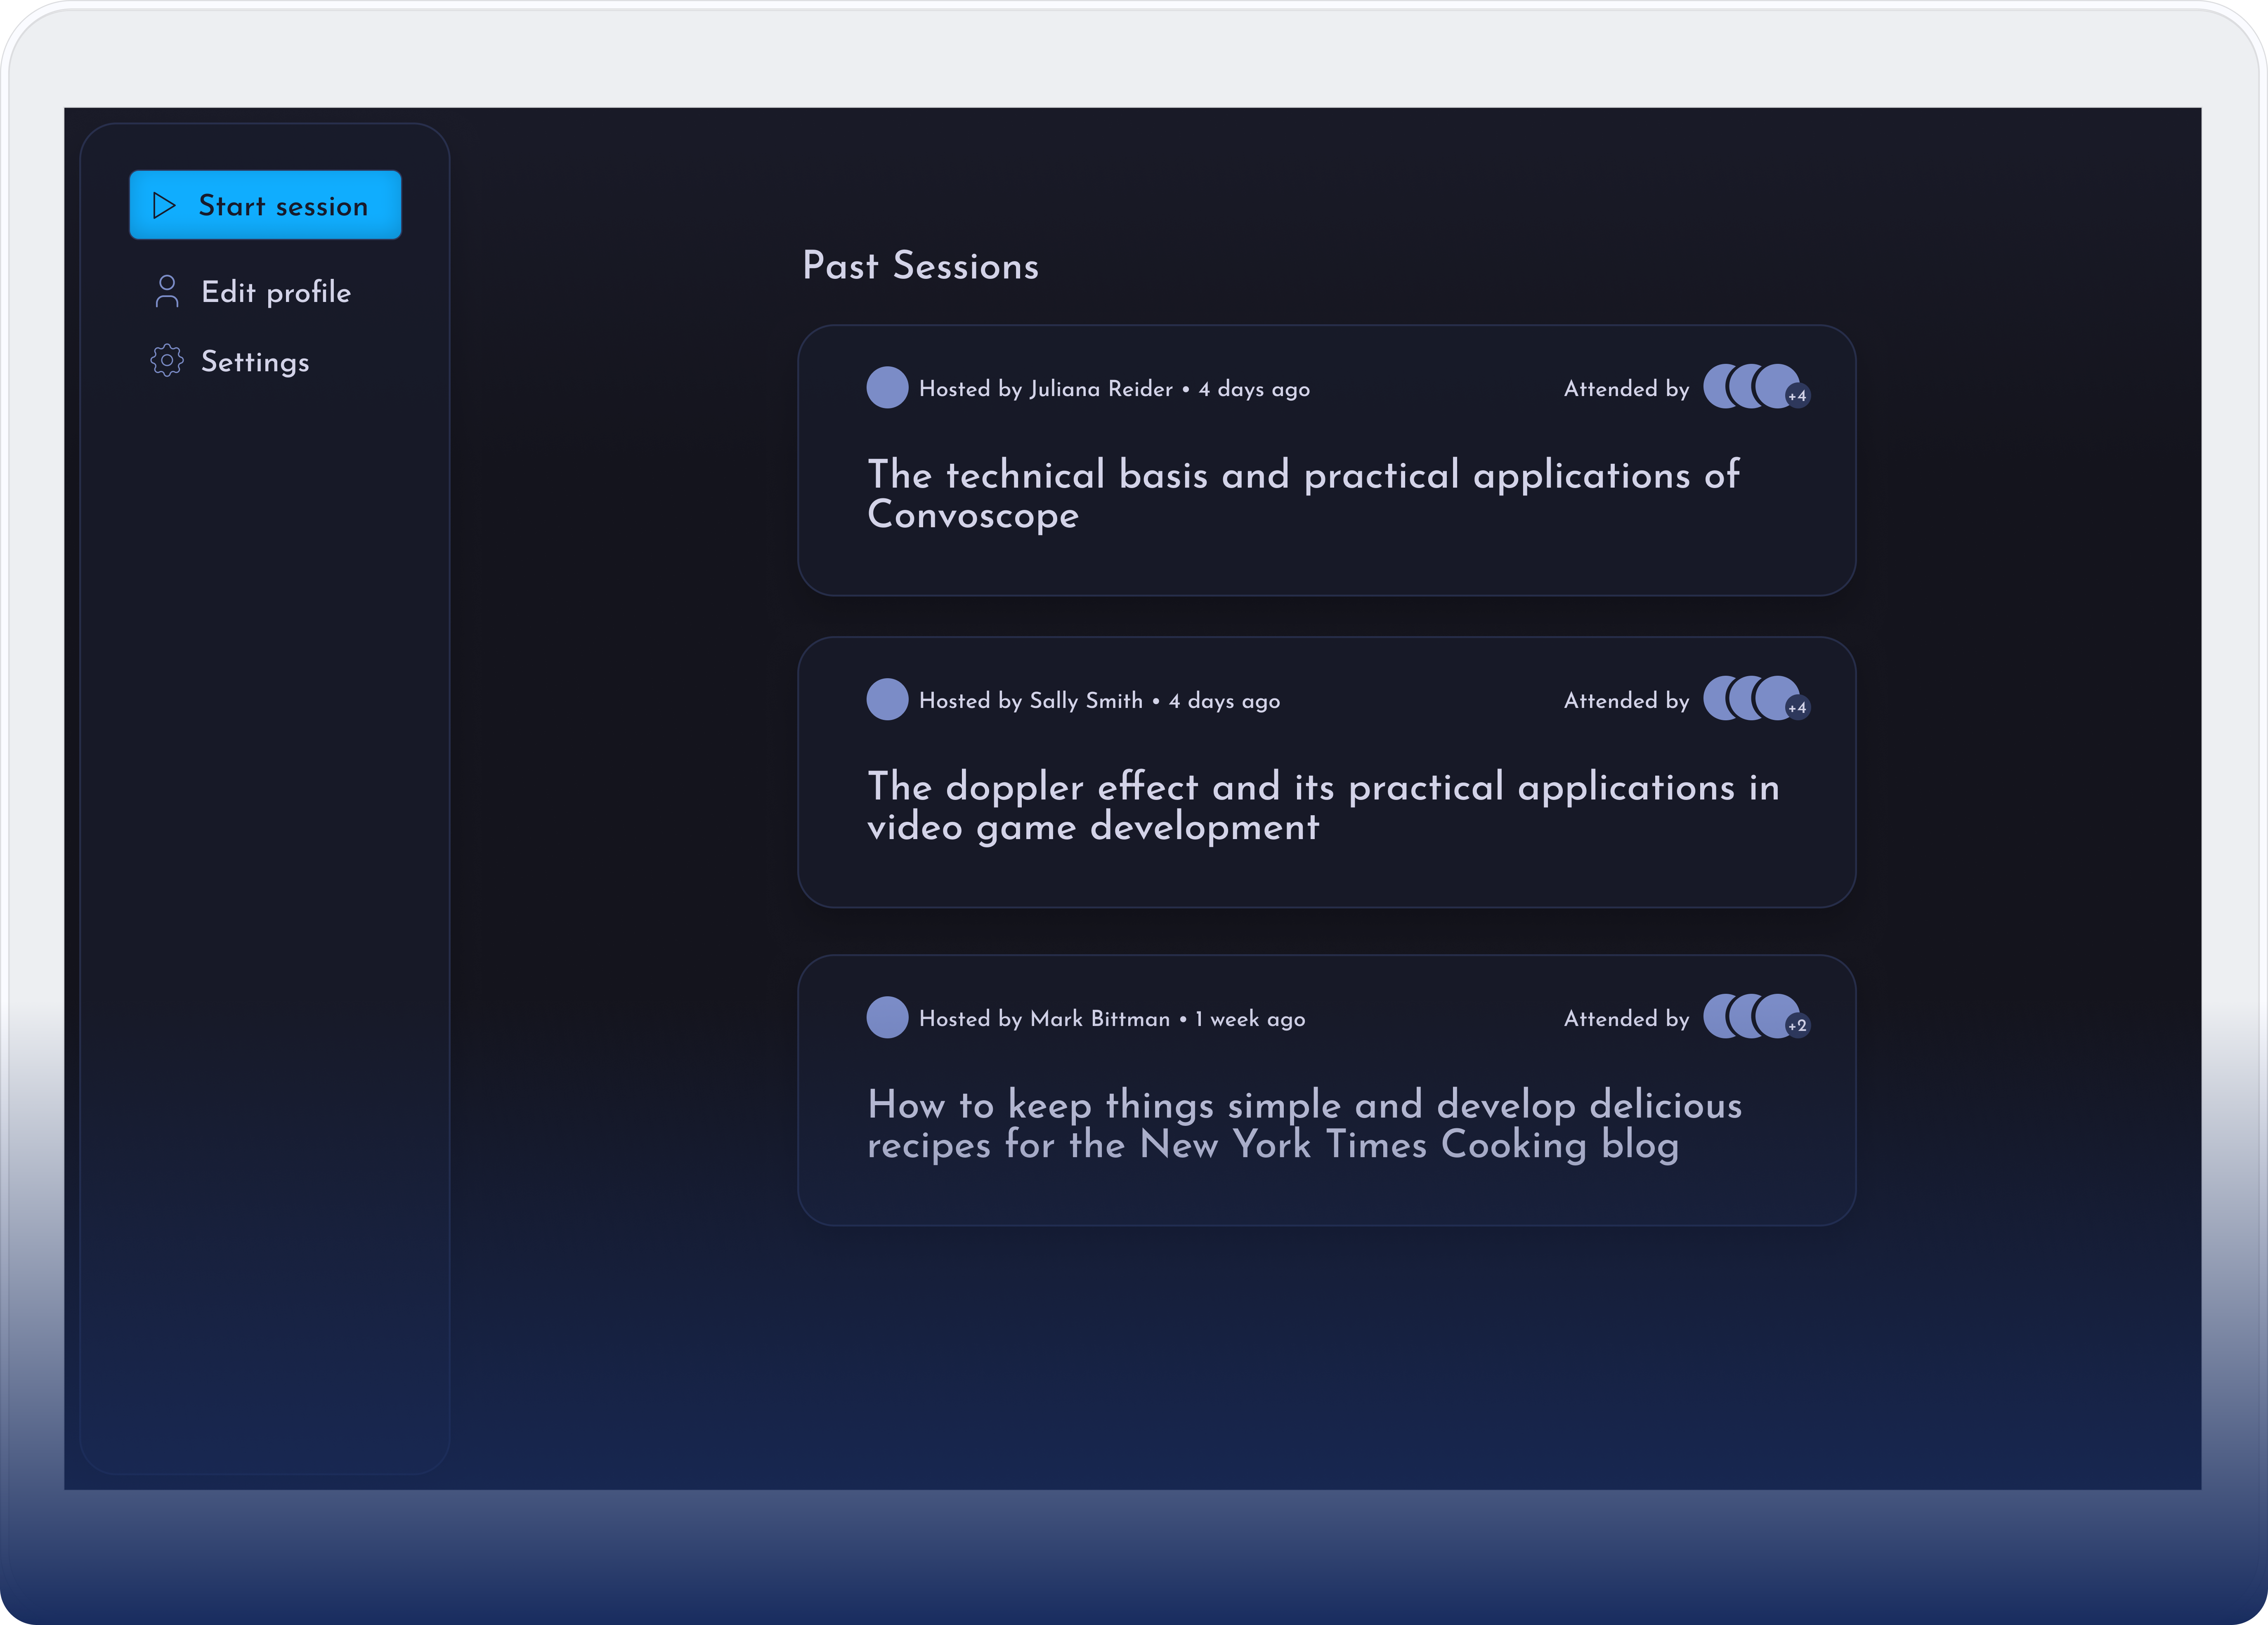 Start session
Edit profile
Settings
Past Sessions
Hosted by Juliana Reider • 4 days ago
Attended by
+4
The technical basis and practical applications of
Convoscope
Hosted by Sally Smith • 4 days ago
Attended by
+4
The doppler effect and its practical applications in
video game development
Hosted by Mark Bittman • 1 week ago
Attended by
+2
How to keep things simple and develop delicious
recipes for the New York Times Cooking blog